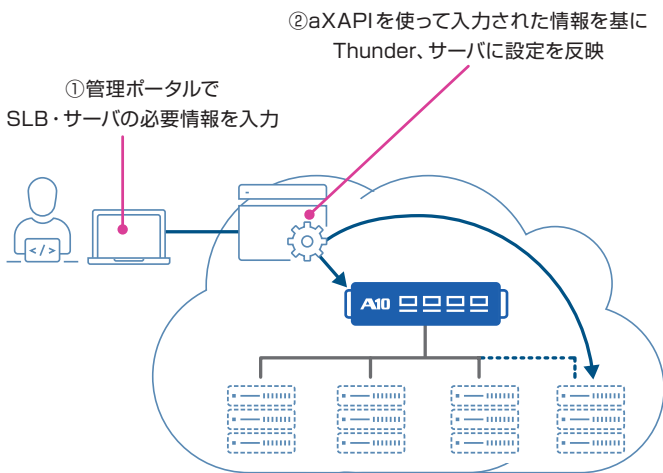 ②aXAPIを使って入力された情報を基に
Thunder、サーバに設定を反映
①管理ポータルで
SLB・サーバの必要情報を入力
</>
A10